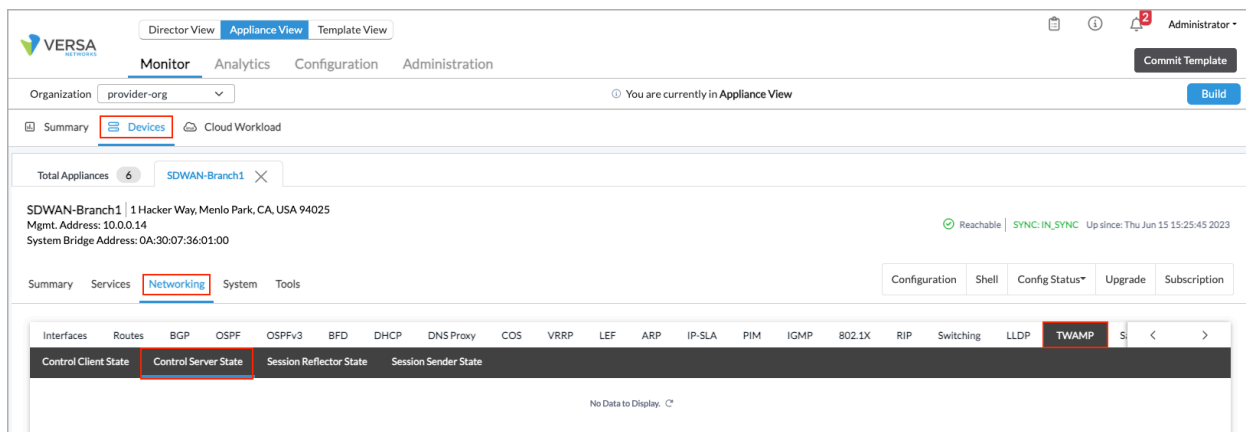 Director View Appliance View Template View
2
Administrator
VERSA
NETWORKS
Monitor Analytics Configuration Administration
Commit Template
Organization provider-org
You are currently in Appliance View
Build
Summary Devices Cloud Workload
Total Appliances 6 SDWAN-Branch1
SDWAN-Branch1 | 1 Hacker Way, Menlo Park, CA, USA 94025
Mgmt. Address: 10.0.0.14
System Bridge Address: 0A:30:07:36:01:00
Reachable | SYNC: IN_SYNC Up since: Thu Jun 15 15:25:45 2023
Summary Services Networking System Tools
Configuration Shell Config Status Upgrade Subscription
Interfaces Routes BGP OSPF OSPFv3 BFD DHCP DNS Proxy COS VRRP LEF ARP IP-SLA PIM IGMP 802.1X RIP Switching LLDP TWAMP
Control Client State Control Server State Session Reflector State Session Sender State
No Data to Display.